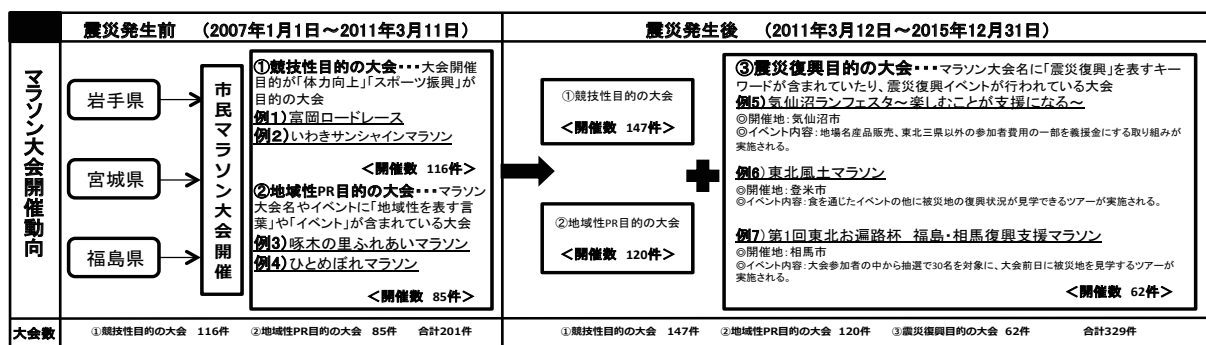 震災発生前 (2007年1月1日~2011年3月11日)
震災発生後 (2011年3月12日~2015年12月31日)
マラソン大会開催動向
岩手県
宮城県
福島県
市民マラソン大会開催
①競技性目的の大会･･･大会開催
目的が「体力向上」「スポーツ振興」が
目的の大会
例1)富岡ロードレース
例2)いわきサンシャインマラソン
<開催数 116件>
②地域性PR目的の大会･･･マラソン
大会名やイベントに「地域性を表す言
葉」や「イベント」が含まれている大会
例3)啄木の里ふれあいマラソン
例4)ひとめぼれマラソン
<開催数 85件>
①競技性目的の大会
<開催数 147件>
②地域性PR目的の大会
<開催数 120件>
③震災復興目的の大会･･･マラソン大会名に「震災復興」を表すキー
ワードが含まれていたり、震災復興イベントが行われている大会
例5)気仙沼ランフェスタ~楽しむことが支援になる~
◎開催地:気仙沼市
◎イベント内容:地場名産品販売、東北三県以外の参加者費用の一部を義援金にする取り組みが
実施される。
例6)東北風土マラソン
◎開催地:登米市
◎イベント内容:食を通じたイベントの他に被災地の復興状況が見学できるツアーが実施される。
例7)第1回東北お遍路杯 福島・相馬復興支援マラソン
◎開催地:相馬市
◎イベント内容:大会参加者の中から抽選で30名を対象に、大会前日に被災地を見学するツアーが
実施される。
<開催数 62件>
大会数
①競技性目的の大会 116件 ②地域性PR目的の大会 85件 合計201件
①競技性目的の大会 147件 ②地域性PR目的の大会 120件 ③震災復興目的の大会 62件 合計329件